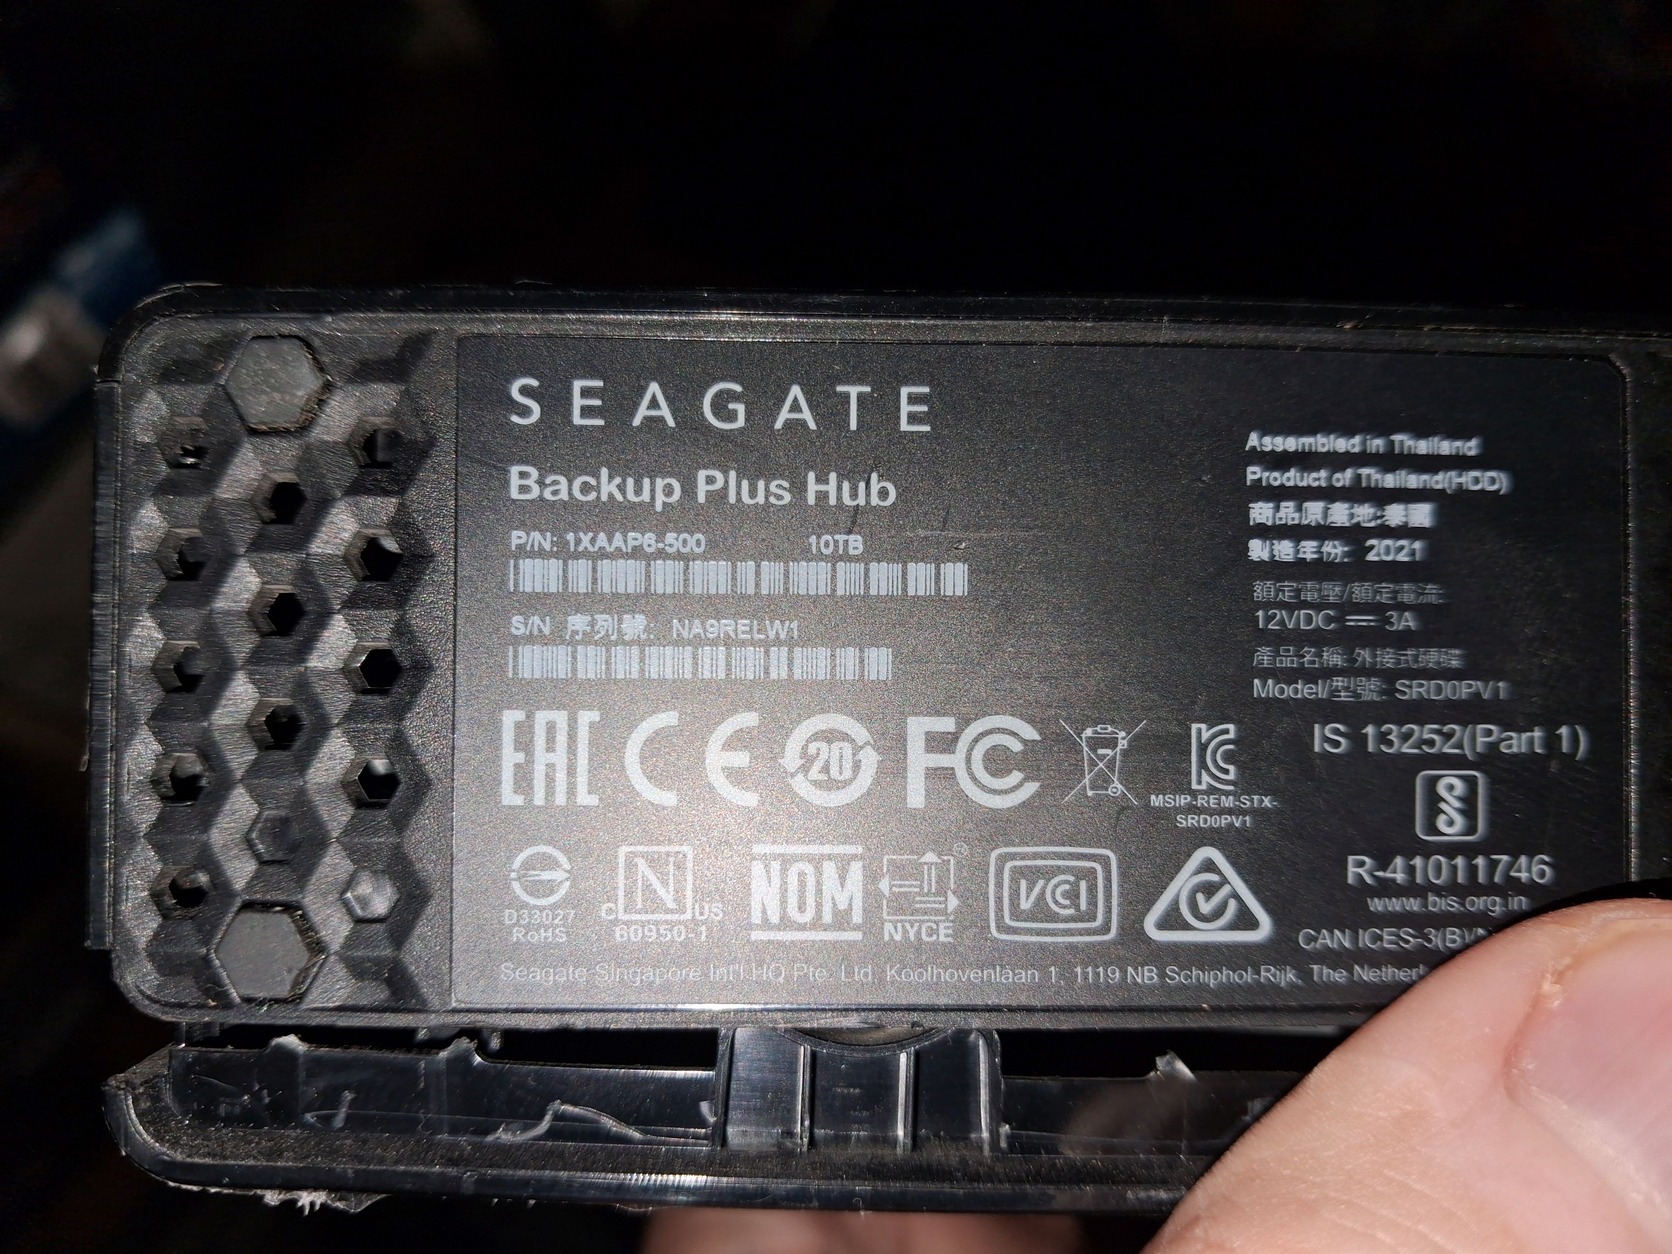 SEAGATE
Backup Plus Hub
P/N: 1XAAP6-500 10TB
S/N 序列號: NA9RELW1
Assembled in Thailand
Product of Thailand(HDD)
商品原產地:泰國
製造年份: 2021
額定電壓/額定電流:
12VDC ⎓ 3A
產品名稱: 外接式硬碟
Model/型號: SRD0PV1
EAC CE 20 FC
MSIP-REM-STX-
SRD0PV1
IS 13252(Part 1)
R-41011746
www.bis.org.in
CAN ICES-3(B)/
D33027
RoHS
N
C US
60950-1
NOM
NYCE
VCI
Seagate Singapore Int'l HQ Pte. Ltd. Koolhovenlaan 1, 1119 NB Schiphol-Rijk, The